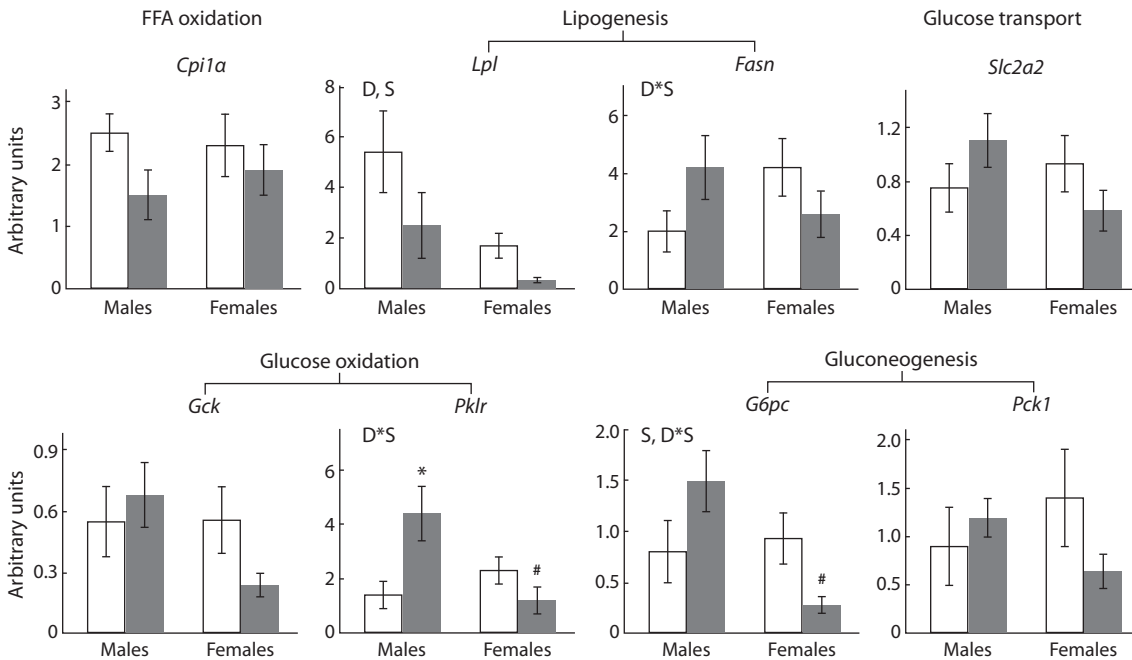 FFA oxidation
Lipogenesis
Glucose transport
Cpi1a
Lpl
Fasn
Slc2a2
Arbitrary units
3
2
1
0
Males
Females
D, S
8
6
4
2
0
Males
Females
D*S
6
4
2
0
Males
Females
1.2
0.8
0.4
0
Males
Females
Glucose oxidation
Gluconeogenesis
Gck
Pklr
G6pc
Pck1
Arbitrary units
0.9
0.6
0.3
0
Males
Females
D*S
6
4
2
0
*
#
Males
Females
S, D*S
2.0
1.5
1.0
0.5
0
#
Males
Females
2.0
1.5
1.0
0.5
0
Males
Females